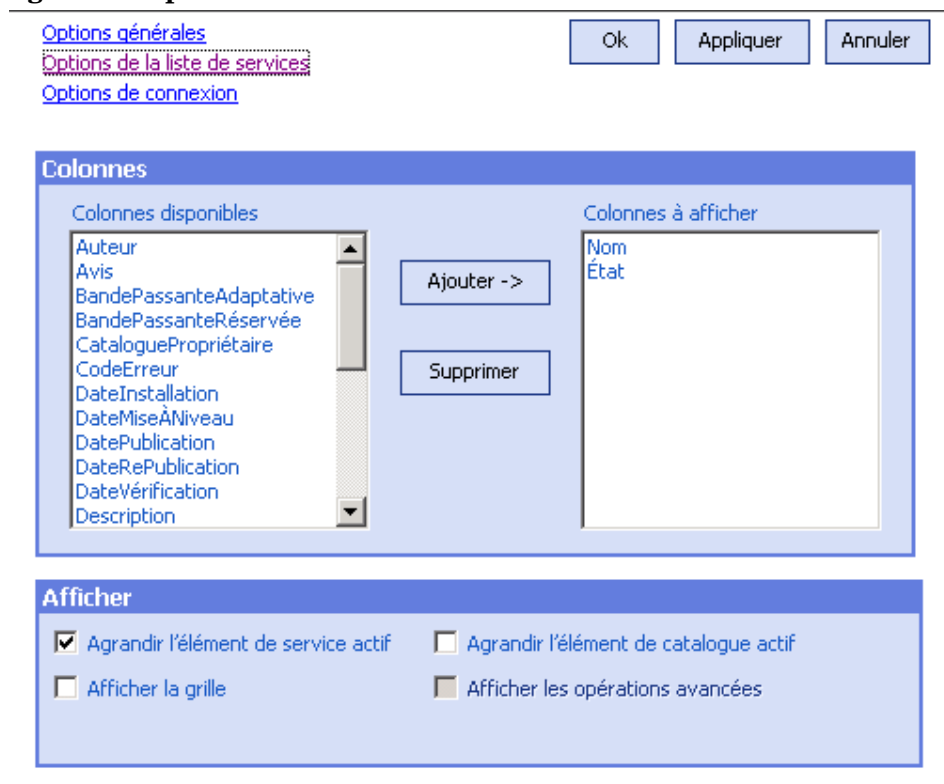 Options générales
Options de la liste de services
Options de connexion
Ok
Appliquer
Annuler
Colonnes
Colonnes disponibles
Auteur
Avis
BandePassanteAdaptative
BandePassanteRéservée
CataloguePropriétaire
CodeErreur
DateInstallation
DateMiseÀNiveau
DatePublication
DateRePublication
DateVérification
Description
Ajouter ->
Supprimer
Colonnes à afficher
Nom
État
Afficher
Agrandir l'élément de service actif
Agrandir l'élément de catalogue actif
Afficher la grille
Afficher les opérations avancées